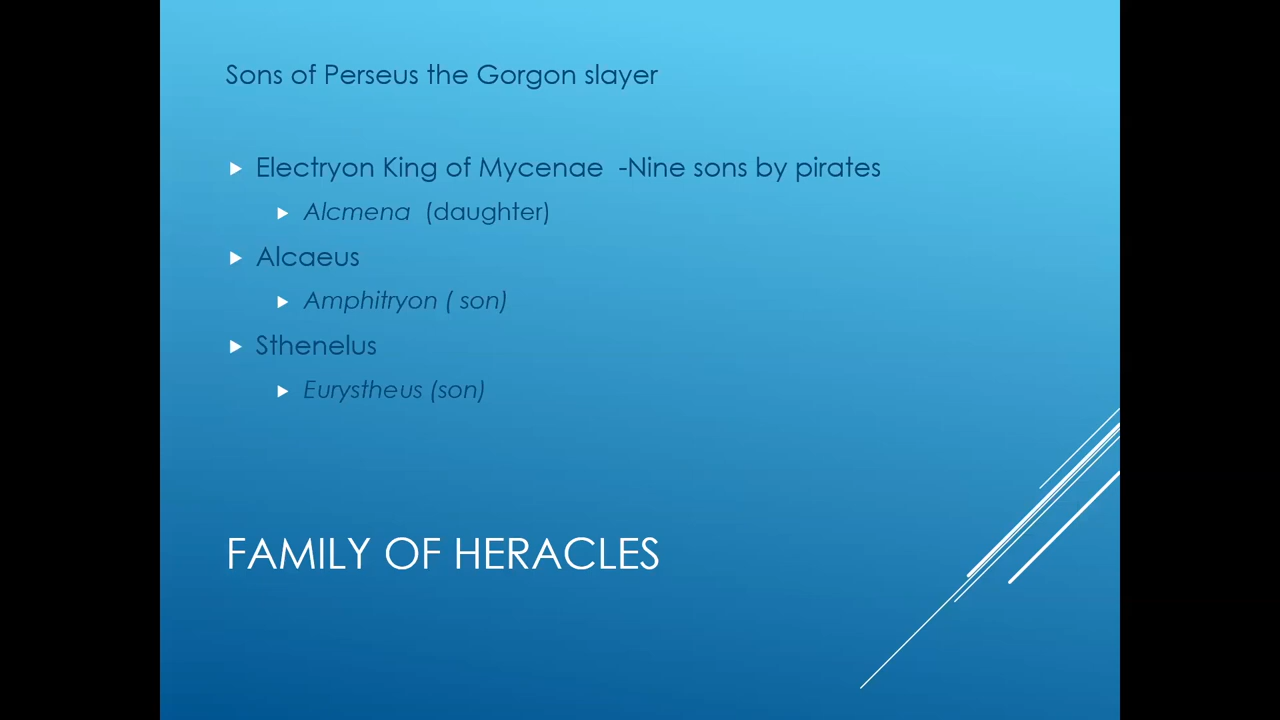 Sons of Perseus the Gorgon slayer
Electryon King of Mycenae -Nine sons by pirates
Alcmena (daughter)
Alcaeus
Amphitryon ( son)
Sthenelus
Eurystheus (son)
FAMILY OF HERACLES